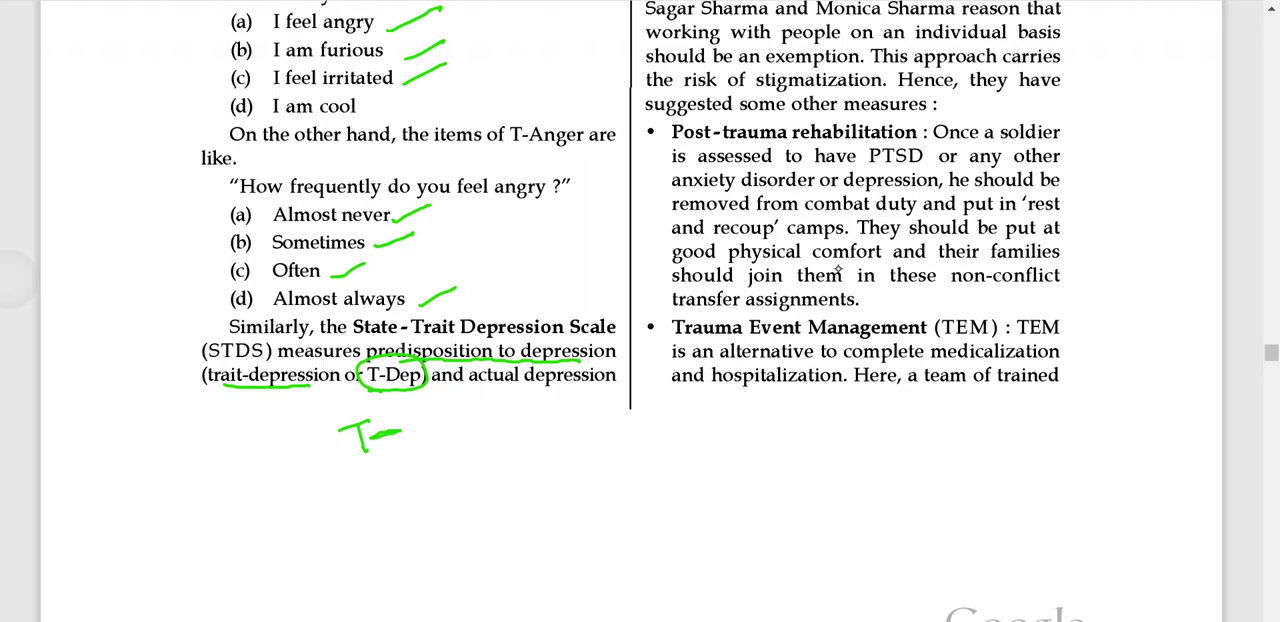 (a) I feel angry
(b) I am furious
(c) I feel irritated
(d) I am cool
On the other hand, the items of T-Anger are
like.
“How frequently do you feel angry ?”
(a) Almost never
(b) Sometimes
(c) Often
(d) Almost always
Similarly, the State-Trait Depression Scale
(STDS) measures predisposition to depression
(trait-depression or T-Dep) and actual depression
T-
Sagar Sharma and Monica Sharma reason that
working with people on an individual basis
should be an exemption. This approach carries
the risk of stigmatization. Hence, they have
suggested some other measures :
• Post-trauma rehabilitation : Once a soldier
is assessed to have PTSD or any other
anxiety disorder or depression, he should be
removed from combat duty and put in ‘rest
and recoup’ camps. They should be put at
good physical comfort and their families
should join them in these non-conflict
transfer assignments.
• Trauma Event Management (TEM) : TEM
is an alternative to complete medicalization
and hospitalization. Here, a team of trained